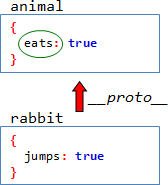 animal
{
eats: true
}
__proto__
rabbit
{
jumps: true
}